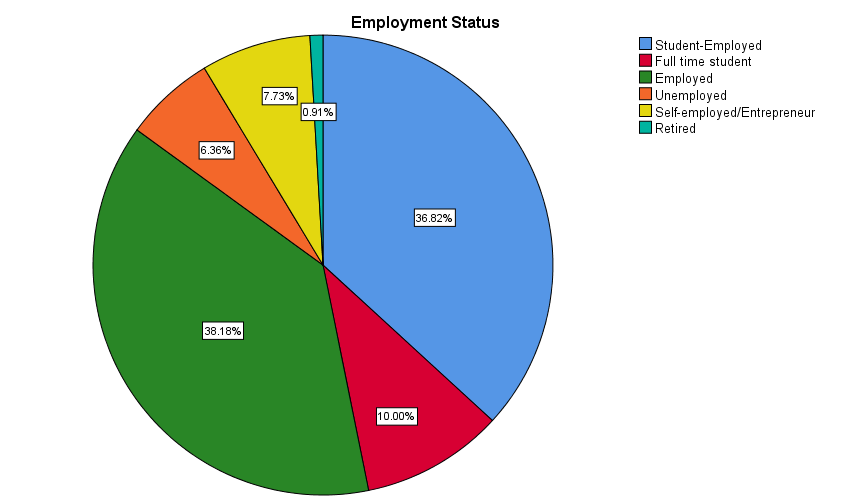 Employment Status
Student-Employed
Full time student
Employed
Unemployed
Self-employed/Entrepreneur
Retired
7.73%
0.91%
6.36%
36.82%
38.18%
10.00%